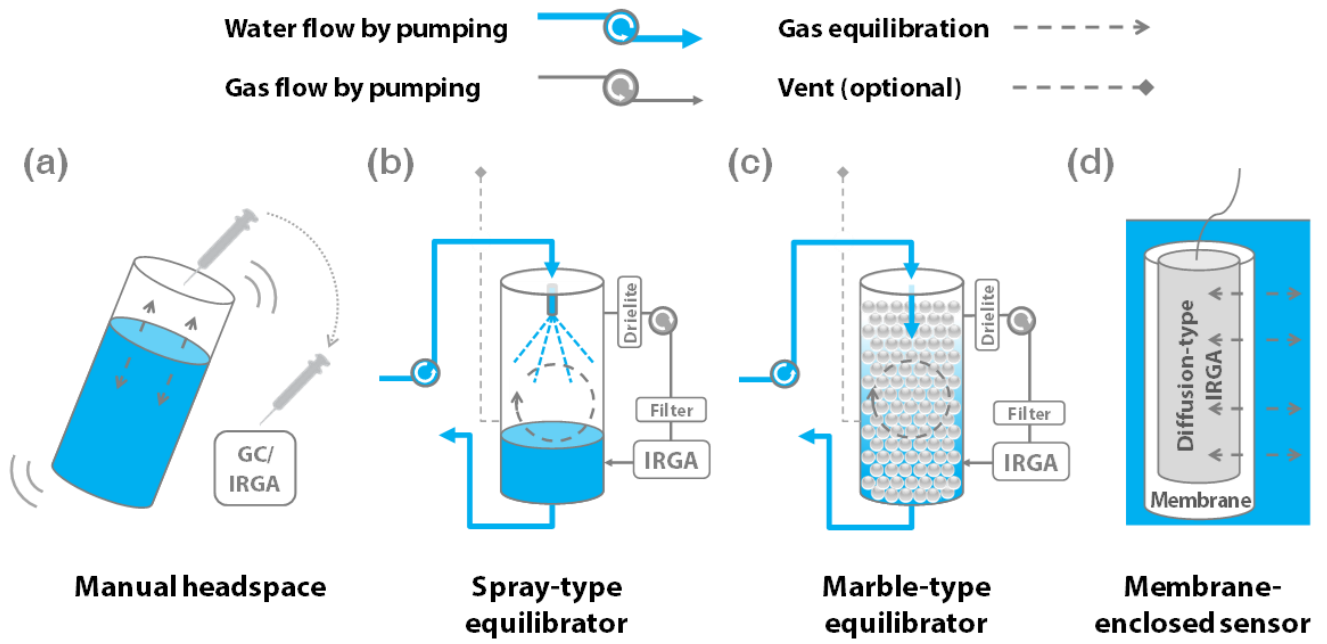 Water flow by pumping
Gas equilibration
Gas flow by pumping
Vent (optional)
(a)
(b)
(c)
(d)
GC/
IRGA
Drielite
Filter
IRGA
Drielite
Filter
IRGA
Diffusion-type
IRGA
Membrane
Manual headspace
Spray-type
equilibrator
Marble-type
equilibrator
Membrane-
enclosed sensor